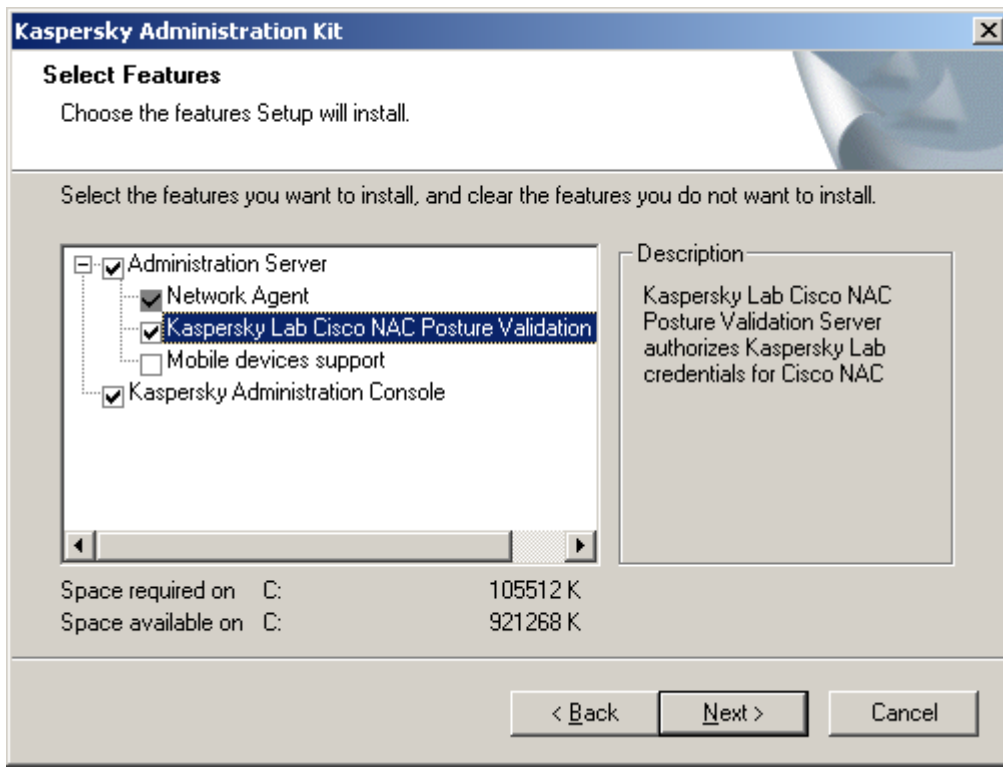 Kaspersky Administration Kit
Select Features
Choose the features Setup will install.
Select the features you want to install, and clear the features you do not want to install.
Administration Server
Network Agent
Kaspersky Lab Cisco NAC Posture Validation
Mobile devices support
Kaspersky Administration Console
Description
Kaspersky Lab Cisco NAC
Posture Validation Server
authorizes Kaspersky Lab
credentials for Cisco NAC
Space required on C: 105512 K
Space available on C: 921268 K
< Back Next > Cancel